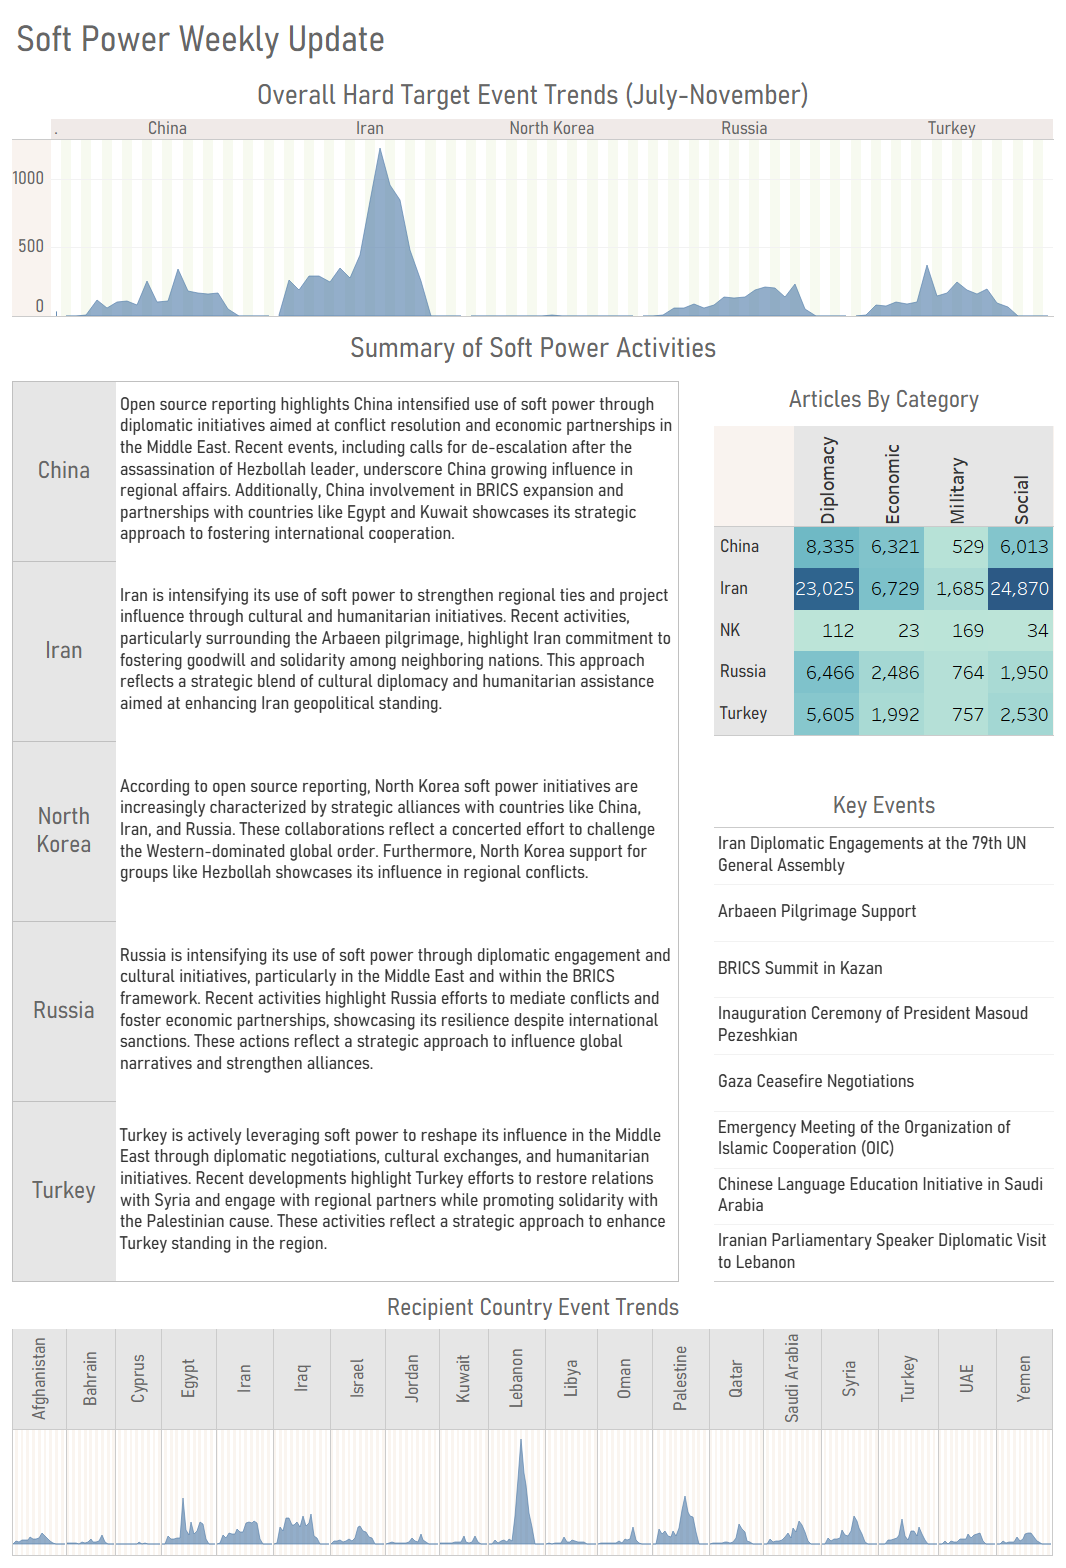 Soft Power Weekly Update
Overall Hard Target Event Trends (July-November)
. China Iran North Korea Russia Turkey
1000
500
0
Summary of Soft Power Activities
China
Open source reporting highlights China intensified use of soft power through
diplomatic initiatives aimed at conflict resolution and economic partnerships in
the Middle East. Recent events, including calls for de-escalation after the
assassination of Hezbollah leader, underscore China growing influence in
regional affairs. Additionally, China involvement in BRICS expansion and
partnerships with countries like Egypt and Kuwait showcases its strategic
approach to fostering international cooperation.
Iran
Iran is intensifying its use of soft power to strengthen regional ties and project
influence through cultural and humanitarian initiatives. Recent activities,
particularly surrounding the Arbaeen pilgrimage, highlight Iran commitment to
fostering goodwill and solidarity among neighboring nations. This approach
reflects a strategic blend of cultural diplomacy and humanitarian assistance
aimed at enhancing Iran geopolitical standing.
North
Korea
According to open source reporting, North Korea soft power initiatives are
increasingly characterized by strategic alliances with countries like China,
Iran, and Russia. These collaborations reflect a concerted effort to challenge
the Western-dominated global order. Furthermore, North Korea support for
groups like Hezbollah showcases its influence in regional conflicts.
Russia
Russia is intensifying its use of soft power through diplomatic engagement and
cultural initiatives, particularly in the Middle East and within the BRICS
framework. Recent activities highlight Russia efforts to mediate conflicts and
foster economic partnerships, showcasing its resilience despite international
sanctions. These actions reflect a strategic approach to influence global
narratives and strengthen alliances.
Turkey
Turkey is actively leveraging soft power to reshape its influence in the Middle
East through diplomatic negotiations, cultural exchanges, and humanitarian
initiatives. Recent developments highlight Turkey efforts to restore relations
with Syria and engage with regional partners while promoting solidarity with
the Palestinian cause. These activities reflect a strategic approach to enhance
Turkey standing in the region.
Articles By Category
Diplomacy Economic Military Social
China 8,335 6,321 529 6,013
Iran 23,025 6,729 1,685 24,870
NK 112 23 169 34
Russia 6,466 2,486 764 1,950
Turkey 5,605 1,992 757 2,530
Key Events
Iran Diplomatic Engagements at the 79th UN
General Assembly
Arbaeen Pilgrimage Support
BRICS Summit in Kazan
Inauguration Ceremony of President Masoud
Pezeshkian
Gaza Ceasefire Negotiations
Emergency Meeting of the Organization of
Islamic Cooperation (OIC)
Chinese Language Education Initiative in Saudi
Arabia
Iranian Parliamentary Speaker Diplomatic Visit
to Lebanon
Recipient Country Event Trends
Afghanistan Bahrain Cyprus Egypt Iran Iraq Israel Jordan Kuwait Lebanon Libya Oman Palestine Qatar Saudi Arabia Syria Turkey UAE Yemen